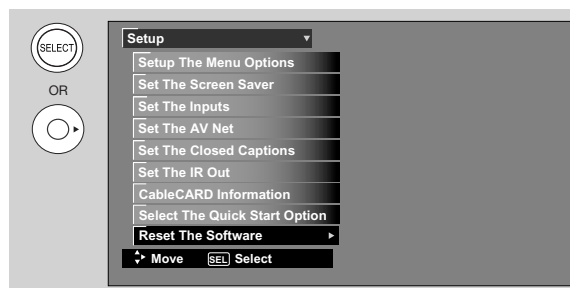 SELECT
OR
Setup
Setup The Menu Options
Set The Screen Saver
Set The Inputs
Set The AV Net
Set The Closed Captions
Set The IR Out
CableCARD Information
Select The Quick Start Option
Reset The Software
Move SEL Select